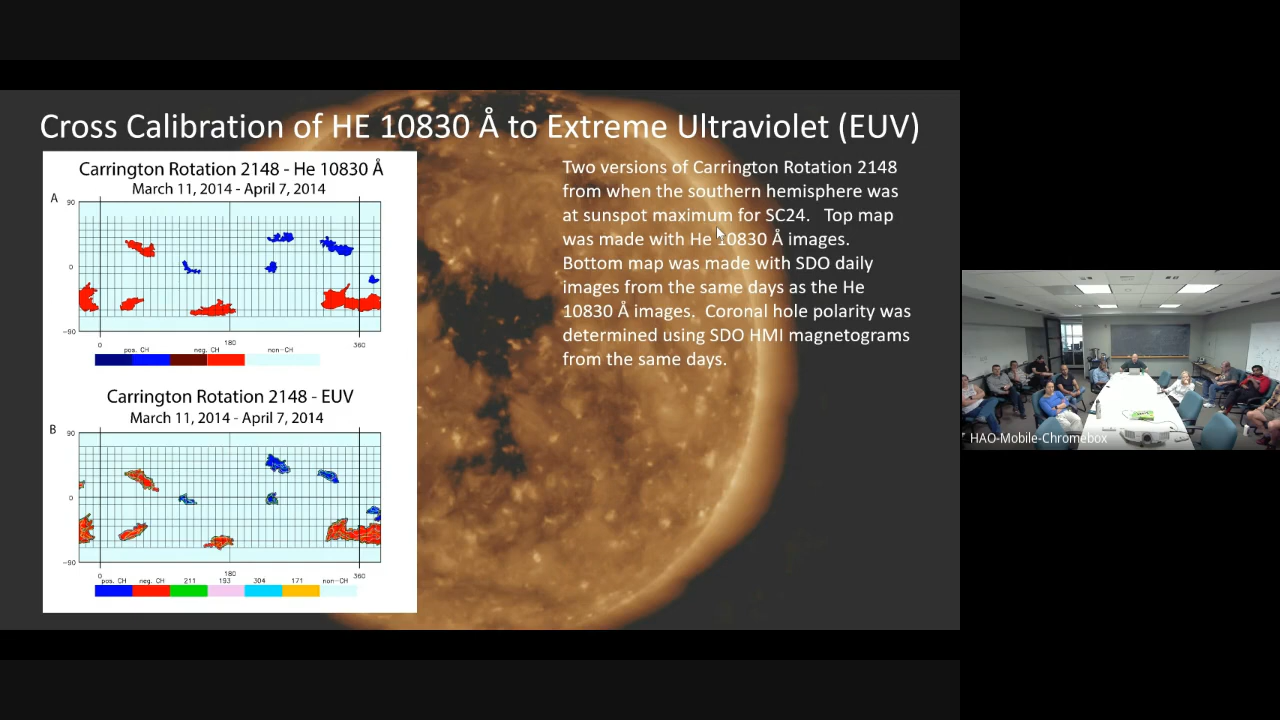 Cross Calibration of HE 10830 Å to Extreme Ultraviolet (EUV)
Carrington Rotation 2148 - He 10830 Å
March 11, 2014 - April 7, 2014
A
90
0
−90
0
180
360
pos. CH
neg. CH
non-CH
Carrington Rotation 2148 - EUV
March 11, 2014 - April 7, 2014
B
90
0
−90
0
180
360
pos. CH
neg. CH
211
193
304
171
non-CH
Two versions of Carrington Rotation 2148
from when the southern hemisphere was
at sunspot maximum for SC24. Top map
was made with He 10830 Å images.
Bottom map was made with SDO daily
images from the same days as the He
10830 Å images. Coronal hole polarity was
determined using SDO HMI magnetograms
from the same days.
HAO-Mobile-Chromebox